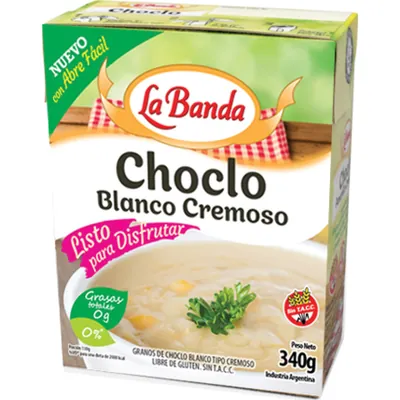 NUEVO
con Abre Fácil
La Banda
Choclo
Blanco Cremoso
Listo
para Disfrutar
Grasas
totales
0g
0%
Sin T.A.C.C.
GRANOS DE CHOCLO BLANCO TIPO CREMOSO
LIBRE DE GLUTEN. SIN T.A.C.C.
Peso Neto
340g
Industria Argentina